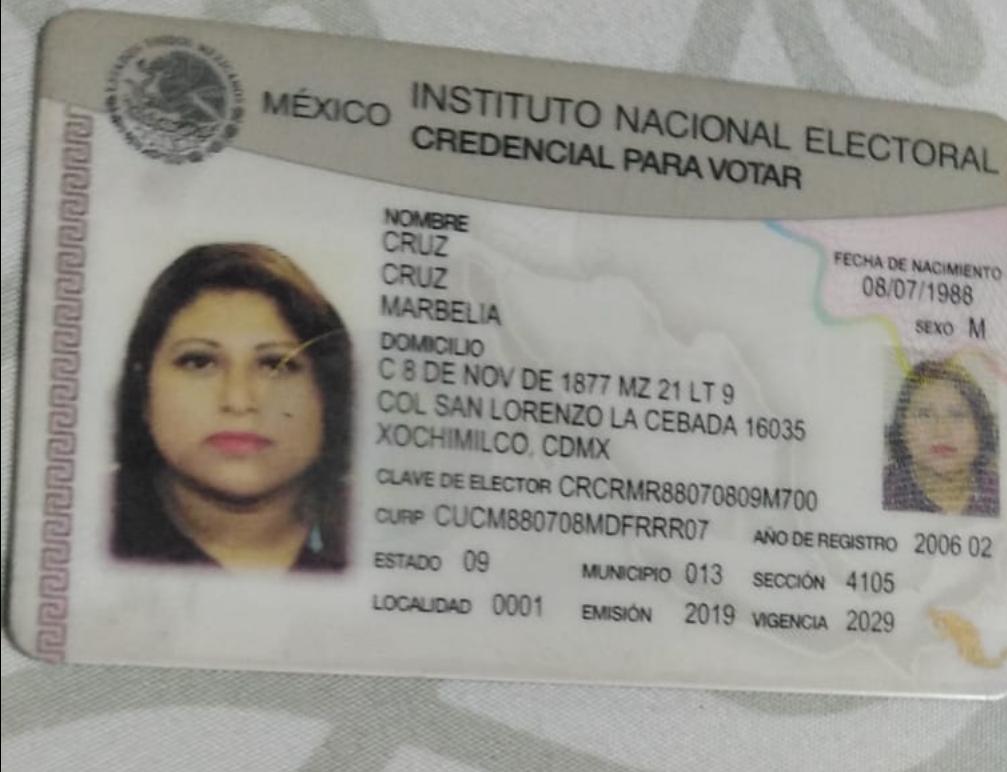 ESTADOS UNIDOS MEXICANOS
MÉXICO INSTITUTO NACIONAL ELECTORAL
CREDENCIAL PARA VOTAR
NOMBRE
CRUZ
CRUZ
MARBELIA
FECHA DE NACIMIENTO
08/07/1988
SEXO M
DOMICILIO
C 8 DE NOV DE 1877 MZ 21 LT 9
COL SAN LORENZO LA CEBADA 16035
XOCHIMILCO, CDMX
CLAVE DE ELECTOR CRCRMR88070809M700
CURP CUCM880708MDFRRR07 AÑO DE REGISTRO 2006 02
ESTADO 09 MUNICIPIO 013 SECCIÓN 4105
LOCALIDAD 0001 EMISIÓN 2019 VIGENCIA 2029